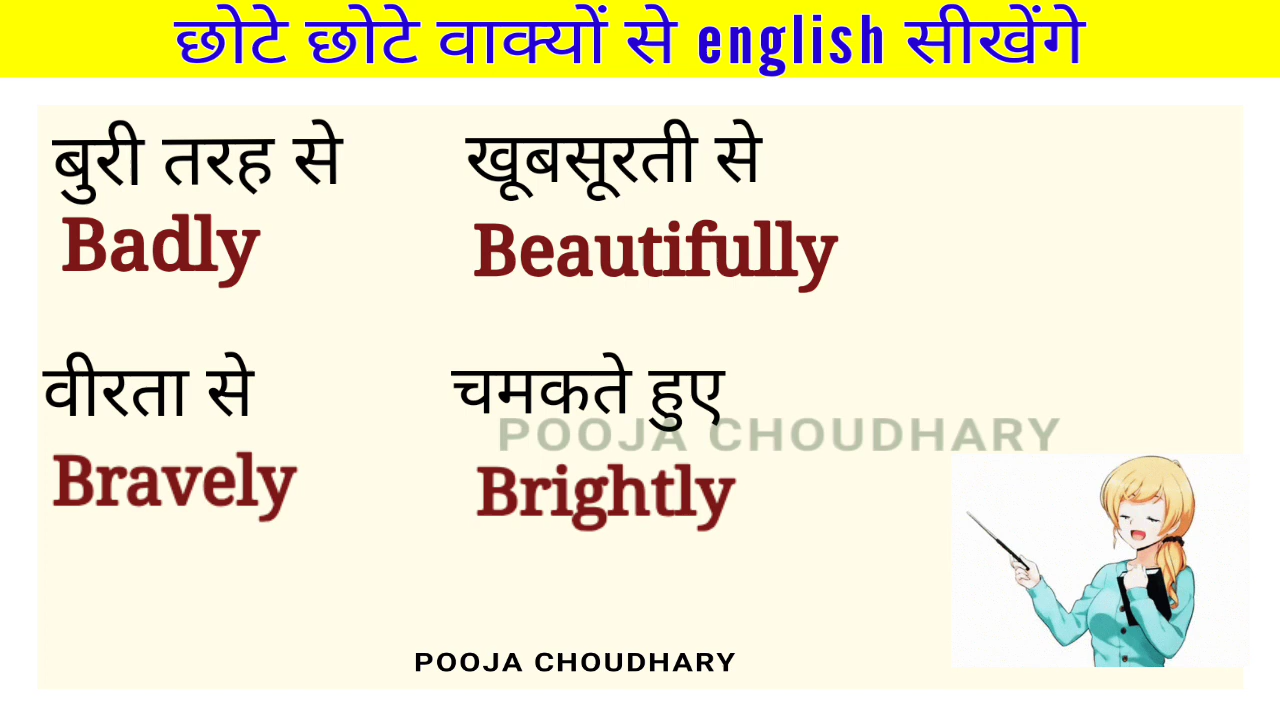 छोटे छोटे वाक्यों से english सीखेंगे
बुरी तरह से
Badly
खूबसूरती से
Beautifully
वीरता से
Bravely
चमकते हुए
Brightly
POOJA CHOUDHARY
POOJA CHOUDHARY